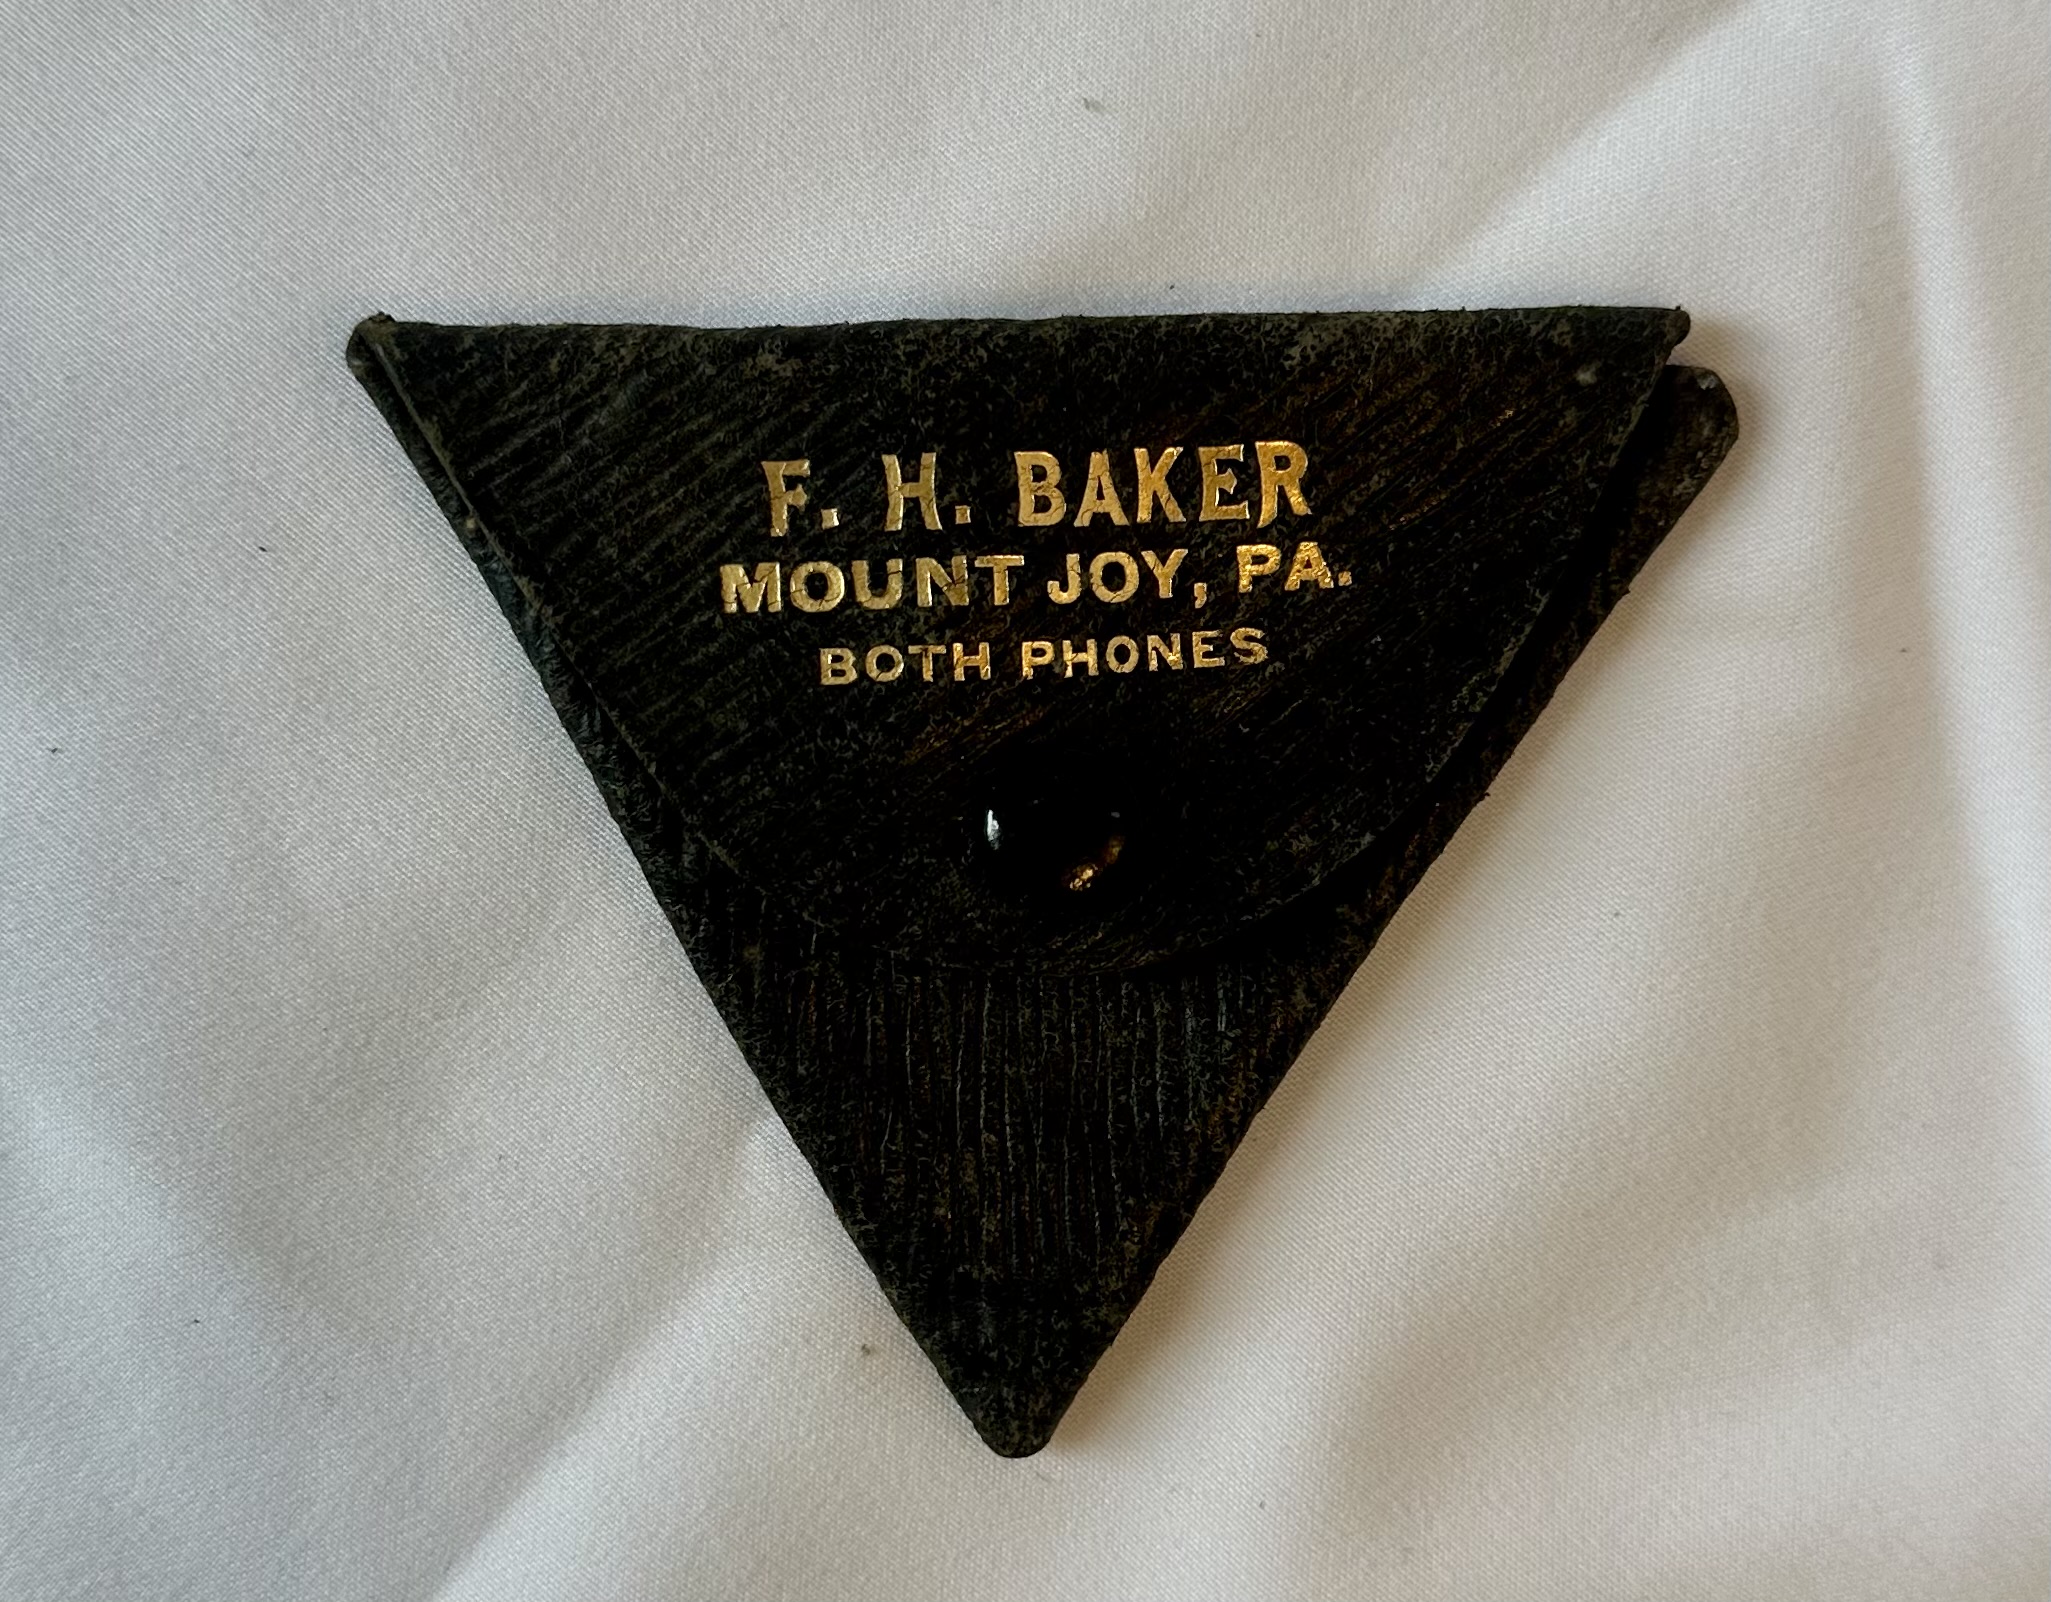 F. H. BAKER
MOUNT JOY, PA.
BOTH PHONES